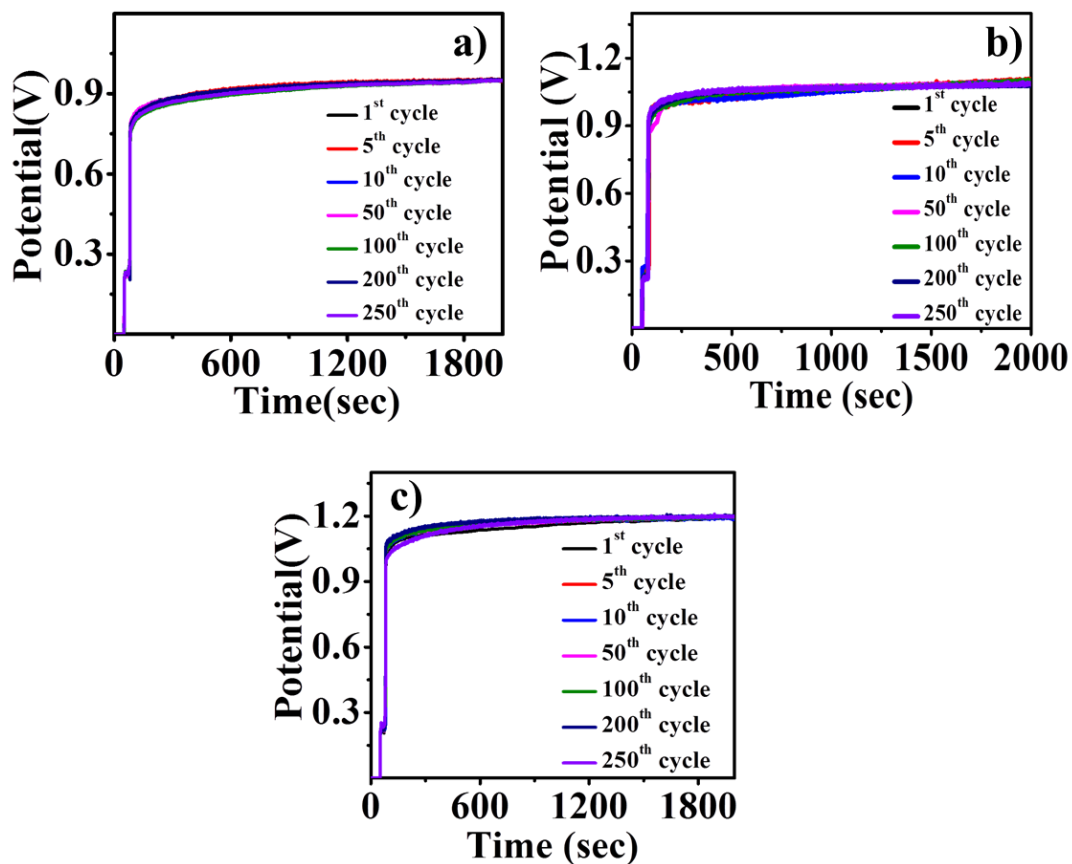 a)
Potential(V)
0.9
0.6
0.3
1st cycle
5th cycle
10th cycle
50th cycle
100th cycle
200th cycle
250th cycle
0 600 1200 1800
Time(sec)
b)
Potential (V)
1.2
0.9
0.6
0.3
1st cycle
5th cycle
10th cycle
50th cycle
100th cycle
200th cycle
250th cycle
0 500 1000 1500 2000
Time (sec)
c)
Potential(V)
1.2
0.9
0.6
0.3
1st cycle
5th cycle
10th cycle
50th cycle
100th cycle
200th cycle
250th cycle
0 600 1200 1800
Time (sec)